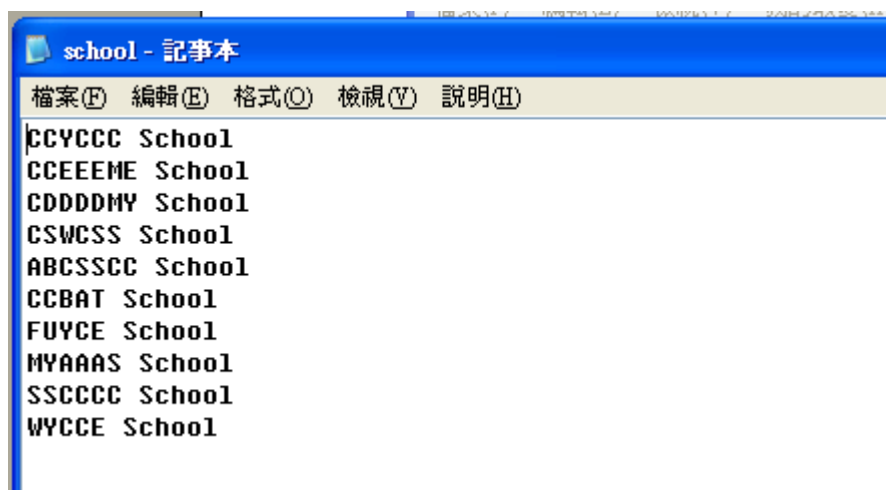 school - 記事本
檔案(F) 編輯(E) 格式(O) 檢視(V) 說明(H)
CCYCCC School
CCEEEME School
CDDDDMY School
CSWCSS School
ABCSSCC School
CCBAT School
FUYCE School
MYAAAS School
SSCCCC School
WYCCE School